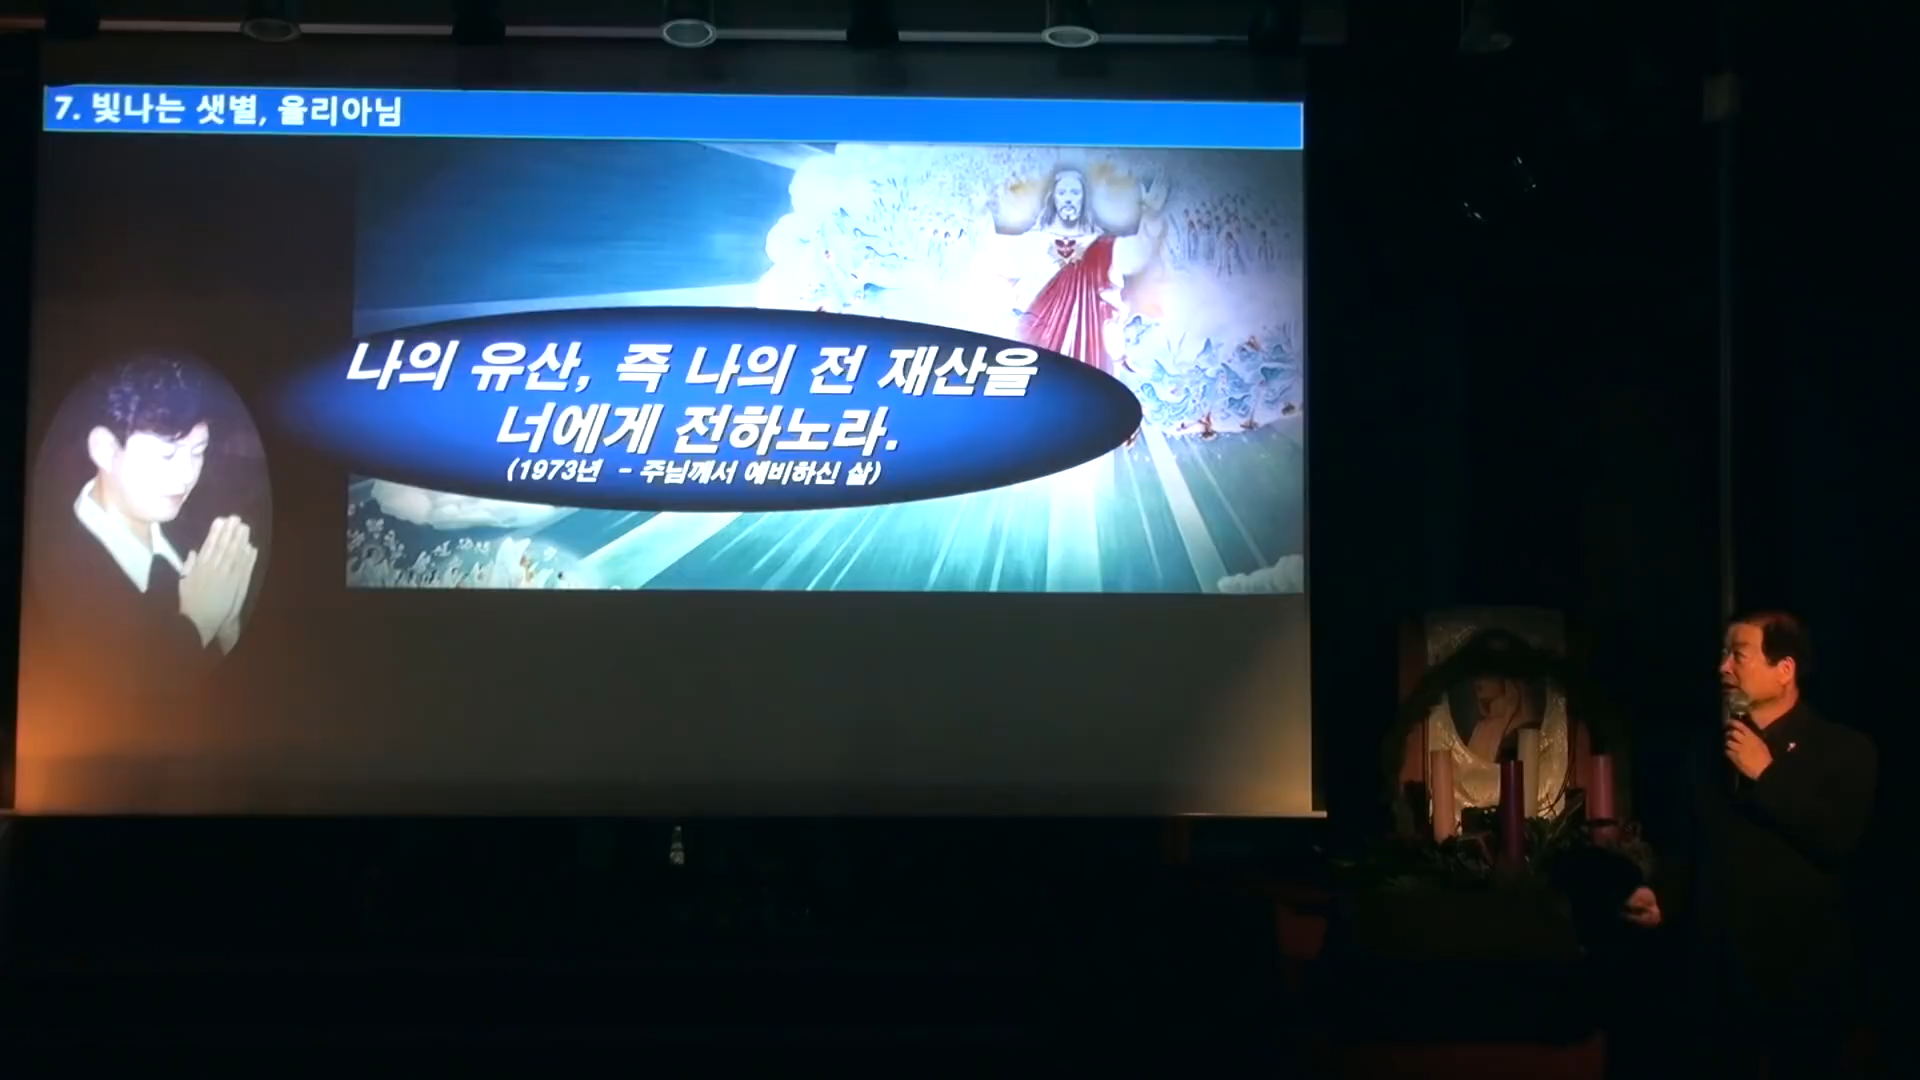 7. 빛나는 샛별, 율리아님
나의 유산, 즉 나의 전 재산을
너에게 전하노라.
(1973년 - 주님께서 예비하신 삶)